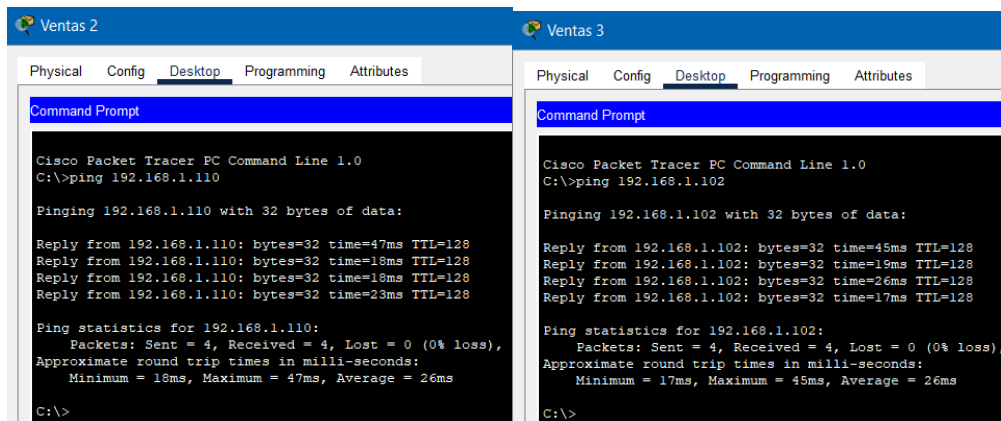 Ventas 2
Physical Config Desktop Programming Attributes
Command Prompt
Cisco Packet Tracer PC Command Line 1.0
C:\>ping 192.168.1.110
Pinging 192.168.1.110 with 32 bytes of data:
Reply from 192.168.1.110: bytes=32 time=47ms TTL=128
Reply from 192.168.1.110: bytes=32 time=18ms TTL=128
Reply from 192.168.1.110: bytes=32 time=18ms TTL=128
Reply from 192.168.1.110: bytes=32 time=23ms TTL=128
Ping statistics for 192.168.1.110:
Packets: Sent = 4, Received = 4, Lost = 0 (0% loss),
Approximate round trip times in milli-seconds:
Minimum = 18ms, Maximum = 47ms, Average = 26ms
C:\>
Ventas 3
Physical Config Desktop Programming Attributes
Command Prompt
Cisco Packet Tracer PC Command Line 1.0
C:\>ping 192.168.1.102
Pinging 192.168.1.102 with 32 bytes of data:
Reply from 192.168.1.102: bytes=32 time=45ms TTL=128
Reply from 192.168.1.102: bytes=32 time=19ms TTL=128
Reply from 192.168.1.102: bytes=32 time=26ms TTL=128
Reply from 192.168.1.102: bytes=32 time=17ms TTL=128
Ping statistics for 192.168.1.102:
Packets: Sent = 4, Received = 4, Lost = 0 (0% loss),
Approximate round trip times in milli-seconds:
Minimum = 17ms, Maximum = 45ms, Average = 26ms
C:\>